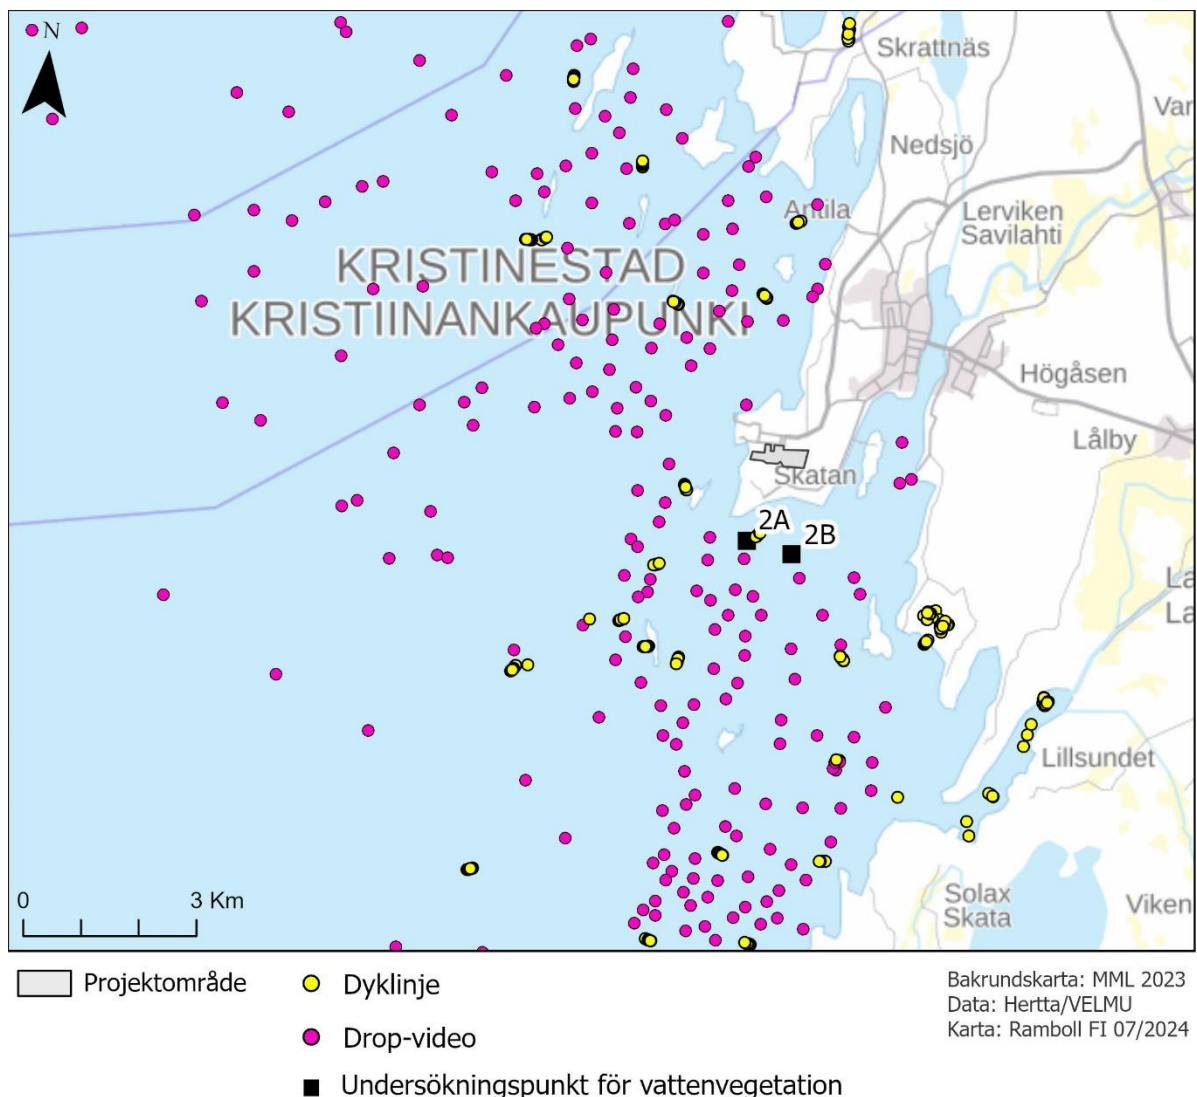 N
Skrattnäs
Var
Nedsjö
Antila
Lerviken
Savilahti
KRISTINESTAD
KRISTIINANKAUPUNKI
Högåsen
Lålby
Skatan
2A
2B
La
La
Lillsundet
0 3 Km
Solax
Skata
Viken
Projektområde
Dyklinje
Drop-video
Undersökningspunkt för vattenvegetation
Bakrundskarta: MML 2023
Data: Hertta/VELMU
Karta: Ramboll FI 07/2024